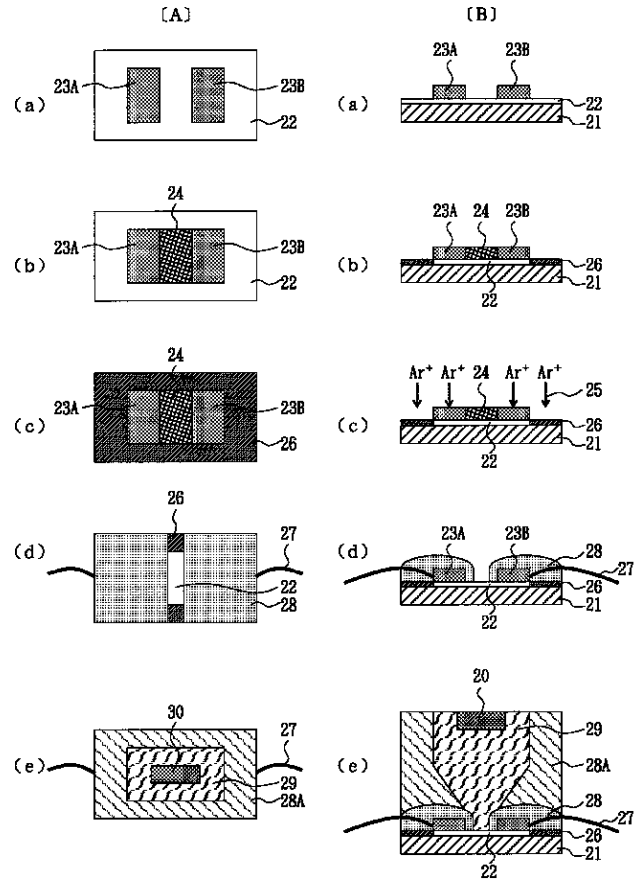 [A] [B]
(a) 23A 23B 22
(a) 23A 23B 22 21
(b) 24 23A 23B 22
(b) 23A 24 23B 26 21 22
(c) 24 23A 23B 26
(c) Ar+ Ar+ Ar+ Ar+ 24 25 26 21 22
(d) 26 27 22 28
(d) 23A 23B 28 27 26 21 22
(e) 30 27 29 28A
(e) 20 29 28A 28 27 26 21 22